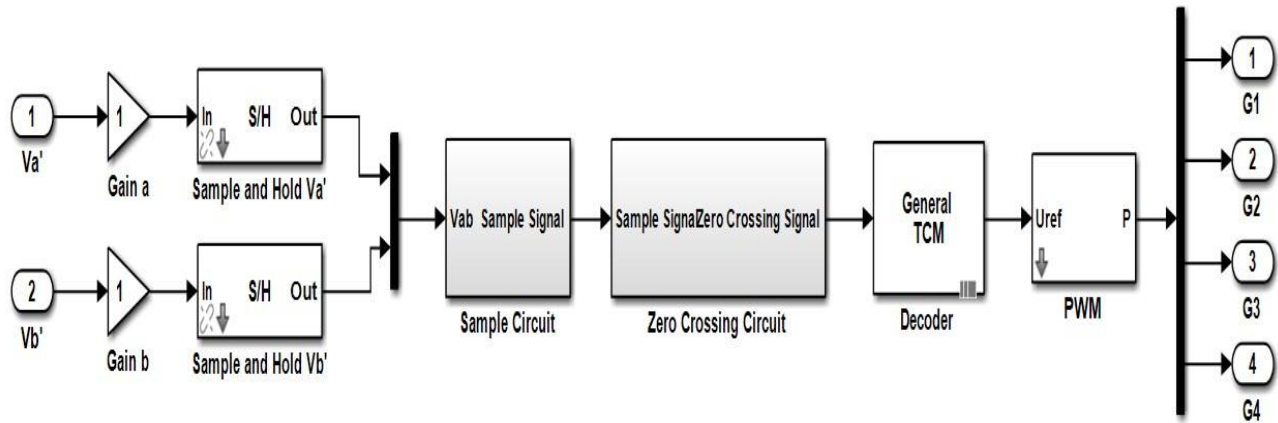 1
Va'
1
Gain a
In S/H Out
Sample and Hold Va'
2
Vb'
1
Gain b
In S/H Out
Sample and Hold Vb'
Vab Sample Signal
Sample Circuit
Sample Signal Zero Crossing Signal
Zero Crossing Circuit
General
TCM
Decoder
Uref P
PWM
1
G1
2
G2
3
G3
4
G4